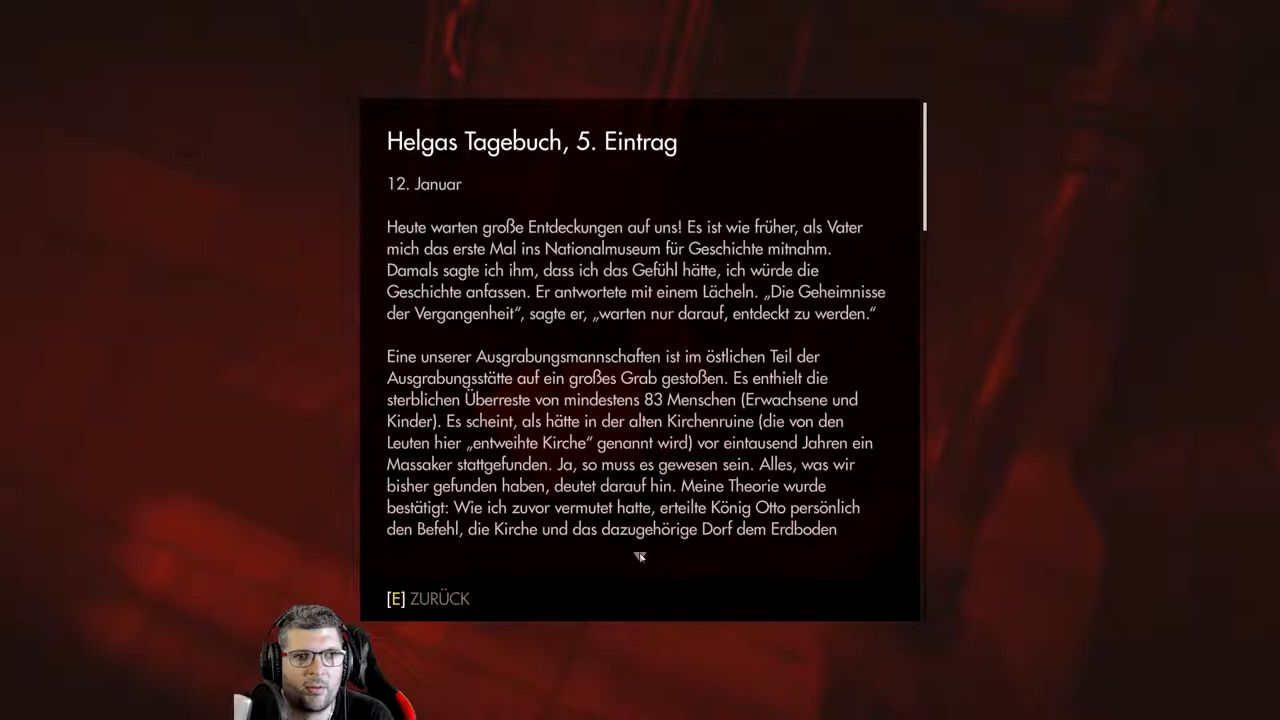 Helgas Tagebuch, 5. Eintrag
12. Januar
Heute warten große Entdeckungen auf uns! Es ist wie früher, als Vater
mich das erste Mal ins Nationalmuseum für Geschichte mitnahm.
Damals sagte ich ihm, dass ich das Gefühl hätte, ich würde die
Geschichte anfassen. Er antwortete mit einem Lächeln. „Die Geheimnisse
der Vergangenheit“, sagte er, „warten nur darauf, entdeckt zu werden.“
Eine unserer Ausgrabungsmannschaften ist im östlichen Teil der
Ausgrabungsstätte auf ein großes Grab gestoßen. Es enthielt die
sterblichen Überreste von mindestens 83 Menschen (Erwachsene und
Kinder). Es scheint, als hätte in der alten Kirchenruine (die von den
Leuten hier „entweihte Kirche“ genannt wird) vor eintausend Jahren ein
Massaker stattgefunden. Ja, so muss es gewesen sein. Alles, was wir
bisher gefunden haben, deutet darauf hin. Meine Theorie wurde
bestätigt: Wie ich zuvor vermutet hatte, erteilte König Otto persönlich
den Befehl, die Kirche und das dazugehörige Dorf dem Erdboden
[E] ZURÜCK